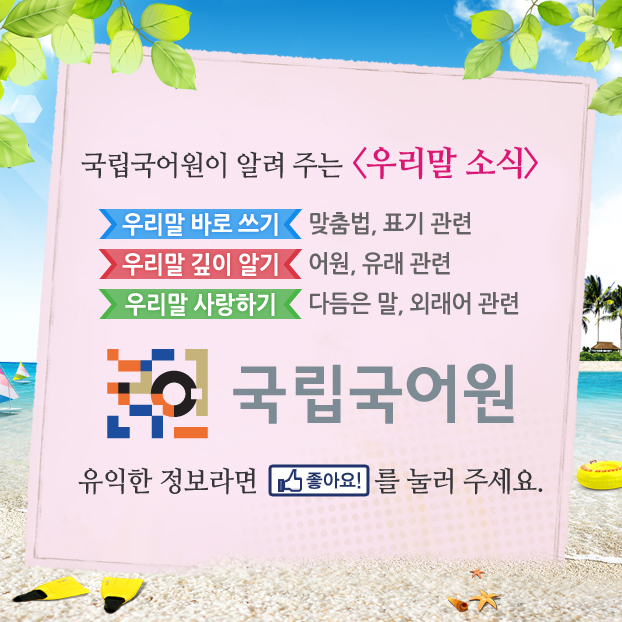 국립국어원이 알려 주는 〈우리말 소식〉
우리말 바로 쓰기 맞춤법, 표기 관련
우리말 깊이 알기 어원, 유래 관련
우리말 사랑하기 다듬은 말, 외래어 관련
국립국어원
유익한 정보라면 좋아요! 를 눌러 주세요.